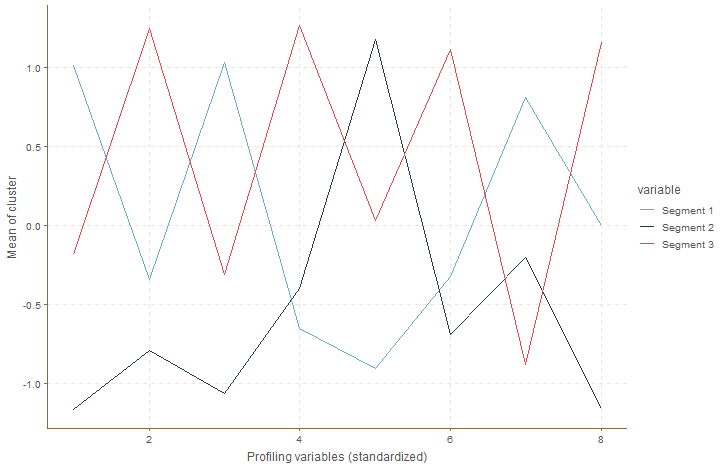 1.0
0.5
0.0
-0.5
-1.0
Mean of cluster
2 4 6 8
Profiling variables (standardized)
variable
Segment 1
Segment 2
Segment 3